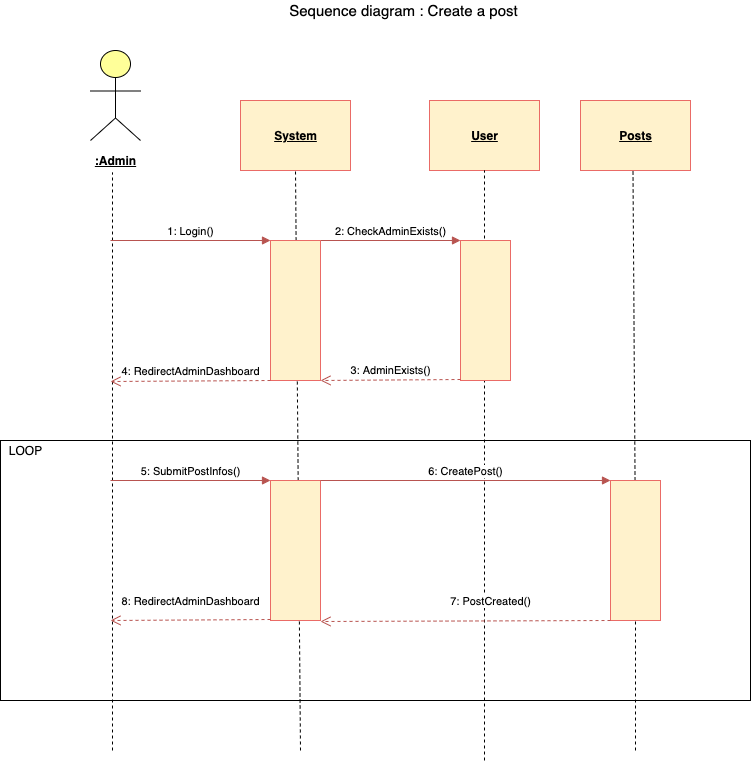 Sequence diagram : Create a post
:Admin
System
User
Posts
1: Login()
2: CheckAdminExists()
4: RedirectAdminDashboard
3: AdminExists()
LOOP
5: SubmitPostInfos()
6: CreatePost()
8: RedirectAdminDashboard
7: PostCreated()